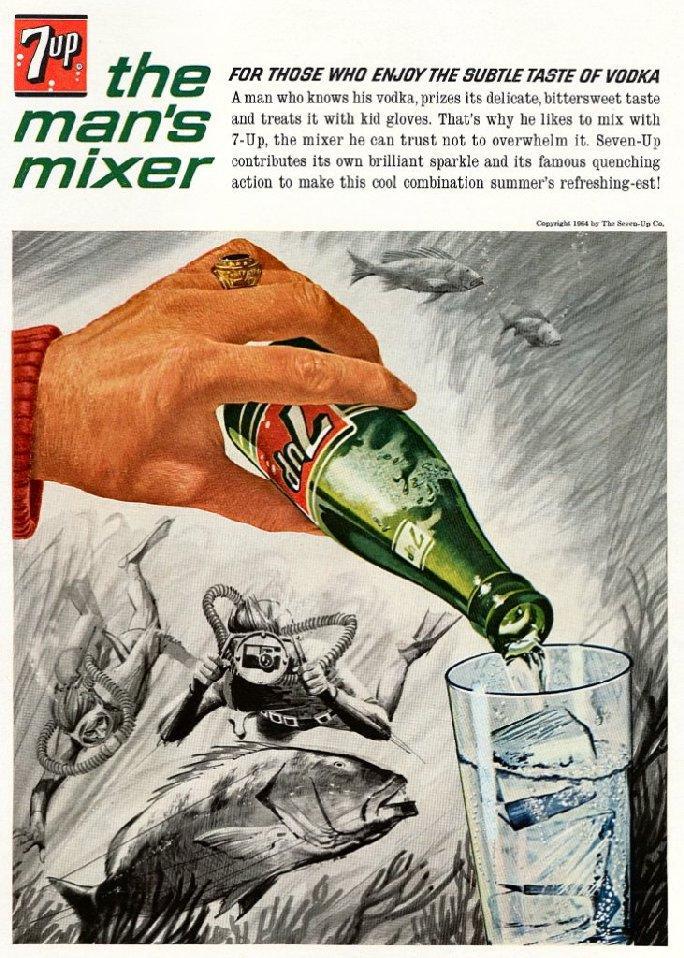 7up
the
man's
mixer
FOR THOSE WHO ENJOY THE SUBTLE TASTE OF VODKA
A man who knows his vodka, prizes its delicate, bittersweet taste
and treats it with kid gloves. That's why he likes to mix with
7-Up, the mixer he can trust not to overwhelm it. Seven-Up
contributes its own brilliant sparkle and its famous quenching
action to make this cool combination summer's refreshing-est!
Copyright 1964 by The Seven-Up Co.
7up
7up